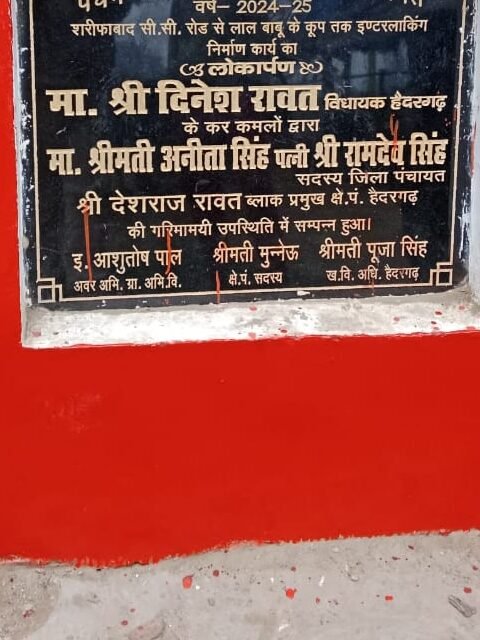 वर्ष– 2024-25
शरीफाबाद सी.सी. रोड से लाल बाबू के कूप तक इण्टरलाकिंग
निर्माण कार्य का
लोकार्पण
मा. श्री दिनेश रावत विधायक हैदरगढ़
के कर कमलों द्वारा
मा. श्रीमती अनीता सिंह पत्नी श्री रामदेव सिंह
सदस्य जिला पंचायत
श्री देशराज रावत ब्लाक प्रमुख क्षे.पं. हैदरगढ़
की गरिमामयी उपस्थिति में सम्पन्न हुआ।
इ. आशुतोष पाल श्रीमती मुन्नेऊ श्रीमती पूजा सिंह
अवर अभि. ग्रा. अभि.वि. क्षे.पं. सदस्य ख.वि. अधि. हैदरगढ़